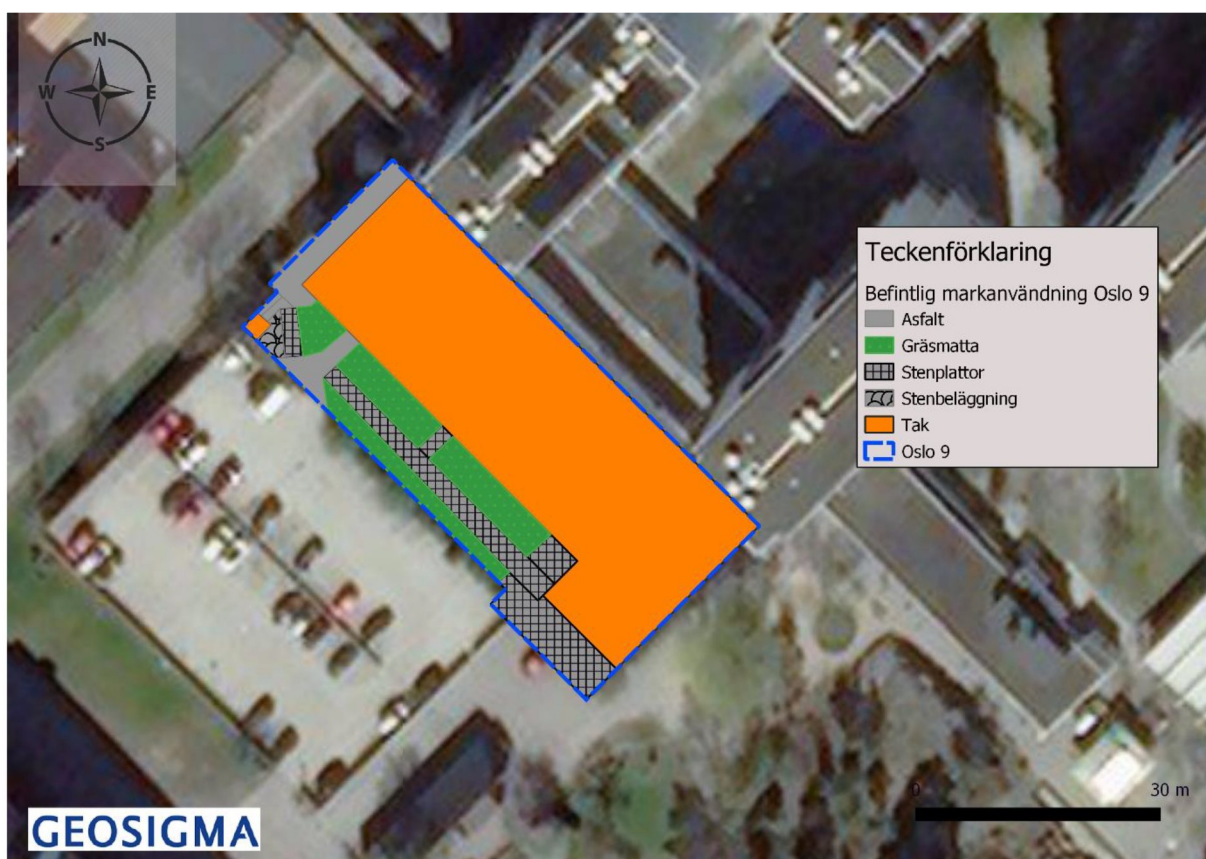 N
W E
S
Teckenförklaring
Befintlig markanvändning Oslo 9
Asfalt
Gräsmatta
Stenplattor
Stenbeläggning
Tak
Oslo 9
0 30 m
GEOSIGMA